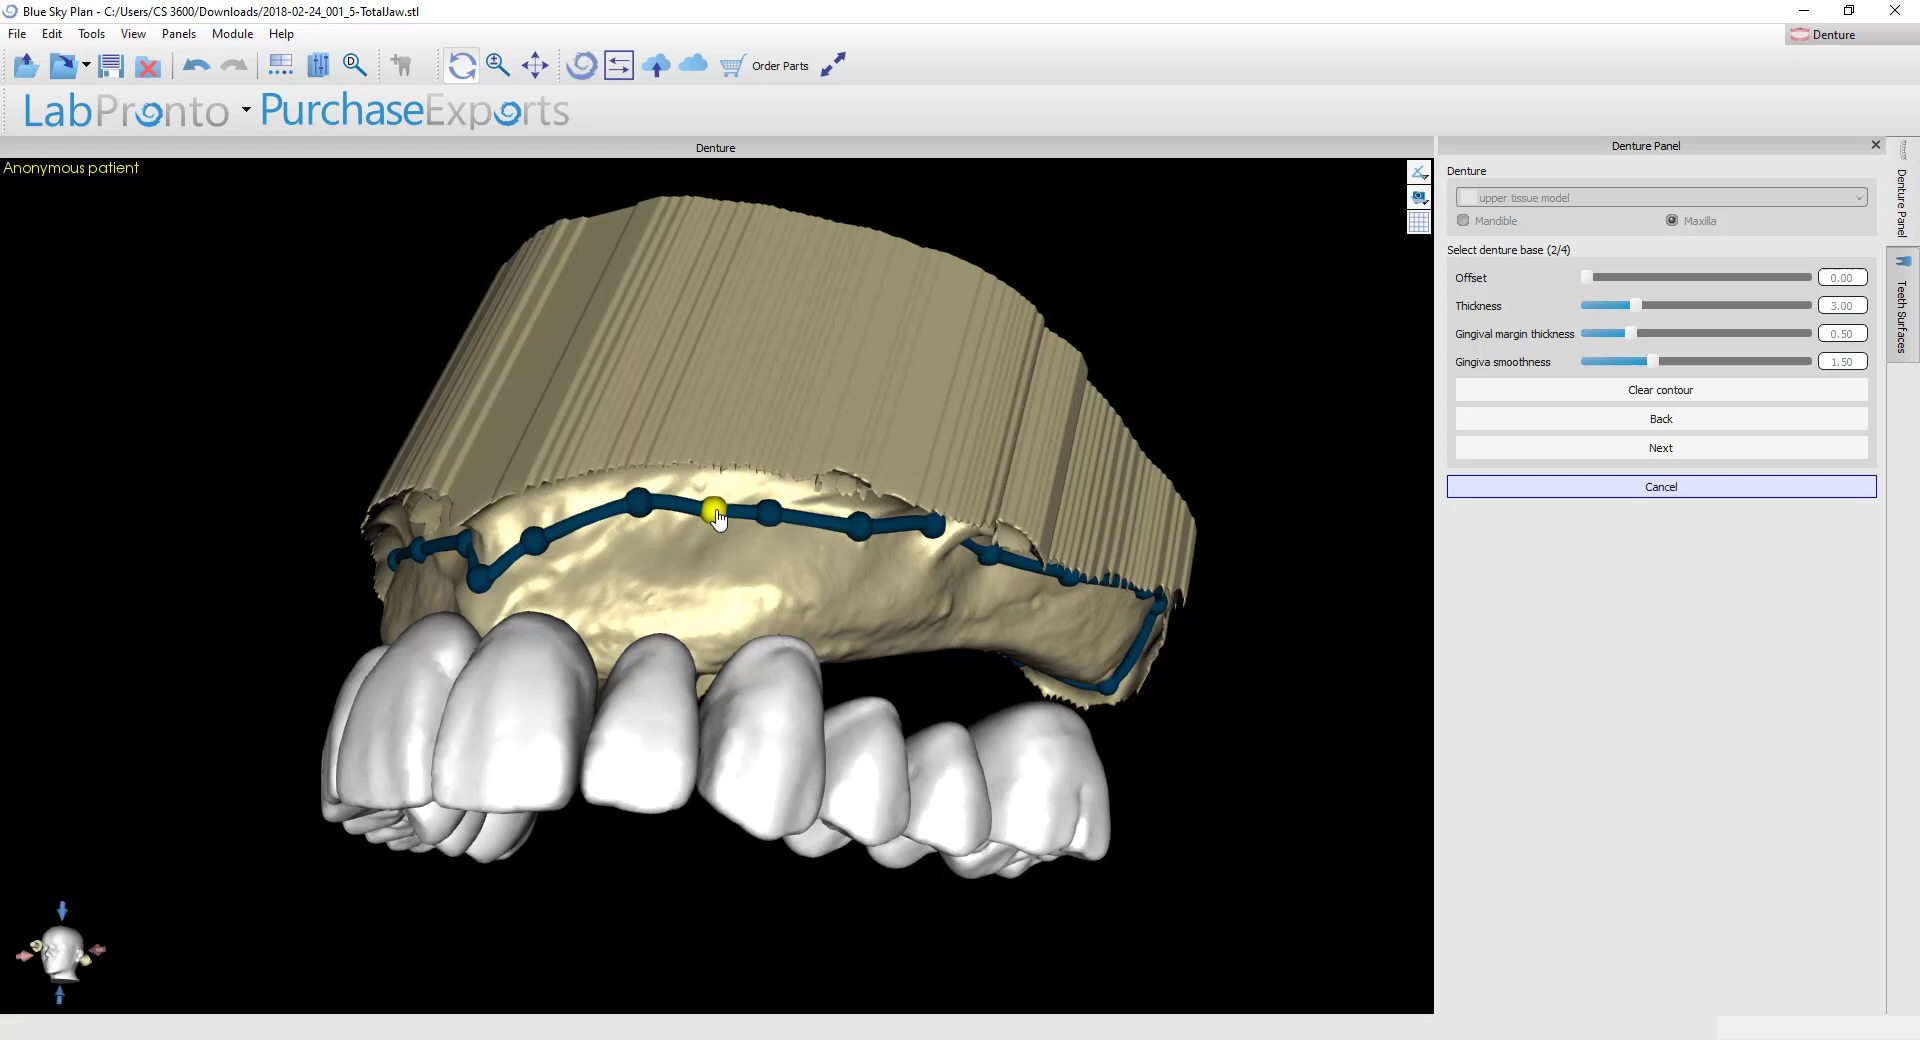 Blue Sky Plan - C:/Users/CS 3600/Downloads/2018-02-24_001_5-TotalJaw.stl
File Edit Tools View Panels Module Help
Denture
D
Order Parts
LabPronto PurchaseExports
Denture
Denture Panel
Anonymous patient
Denture
upper tissue model
Mandible Maxilla
Select denture base (2/4)
Offset 0.00
Thickness 3.00
Gingival margin thickness 0.50
Gingiva smoothness 1.50
Clear contour
Back
Next
Cancel
Denture Panel
Teeth Surfaces